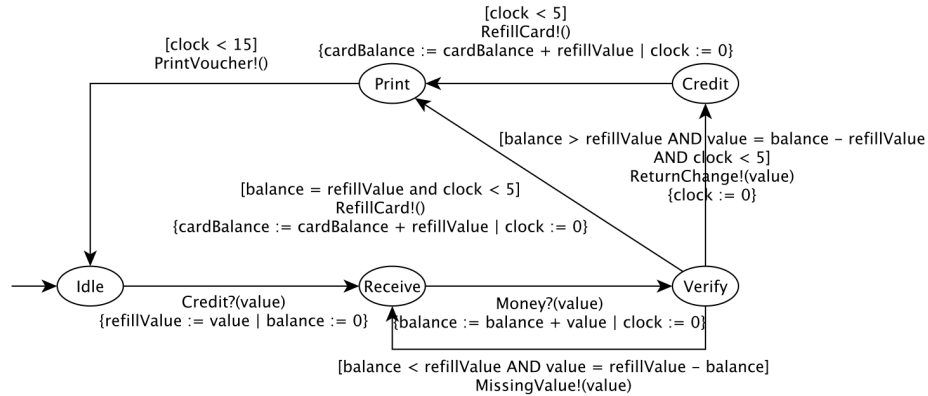 [clock < 5]
RefillCard!()
{cardBalance := cardBalance + refillValue | clock := 0}
[clock < 15]
PrintVoucher!()
Print
Credit
[balance > refillValue AND value = balance - refillValue
AND clock < 5]
ReturnChange!(value)
{clock := 0}
[balance = refillValue and clock < 5]
RefillCard!()
{cardBalance := cardBalance + refillValue | clock := 0}
Idle
Receive
Verify
Credit?(value)
{refillValue := value | balance := 0}
Money?(value)
{balance := balance + value | clock := 0}
[balance < refillValue AND value = refillValue - balance]
MissingValue!(value)